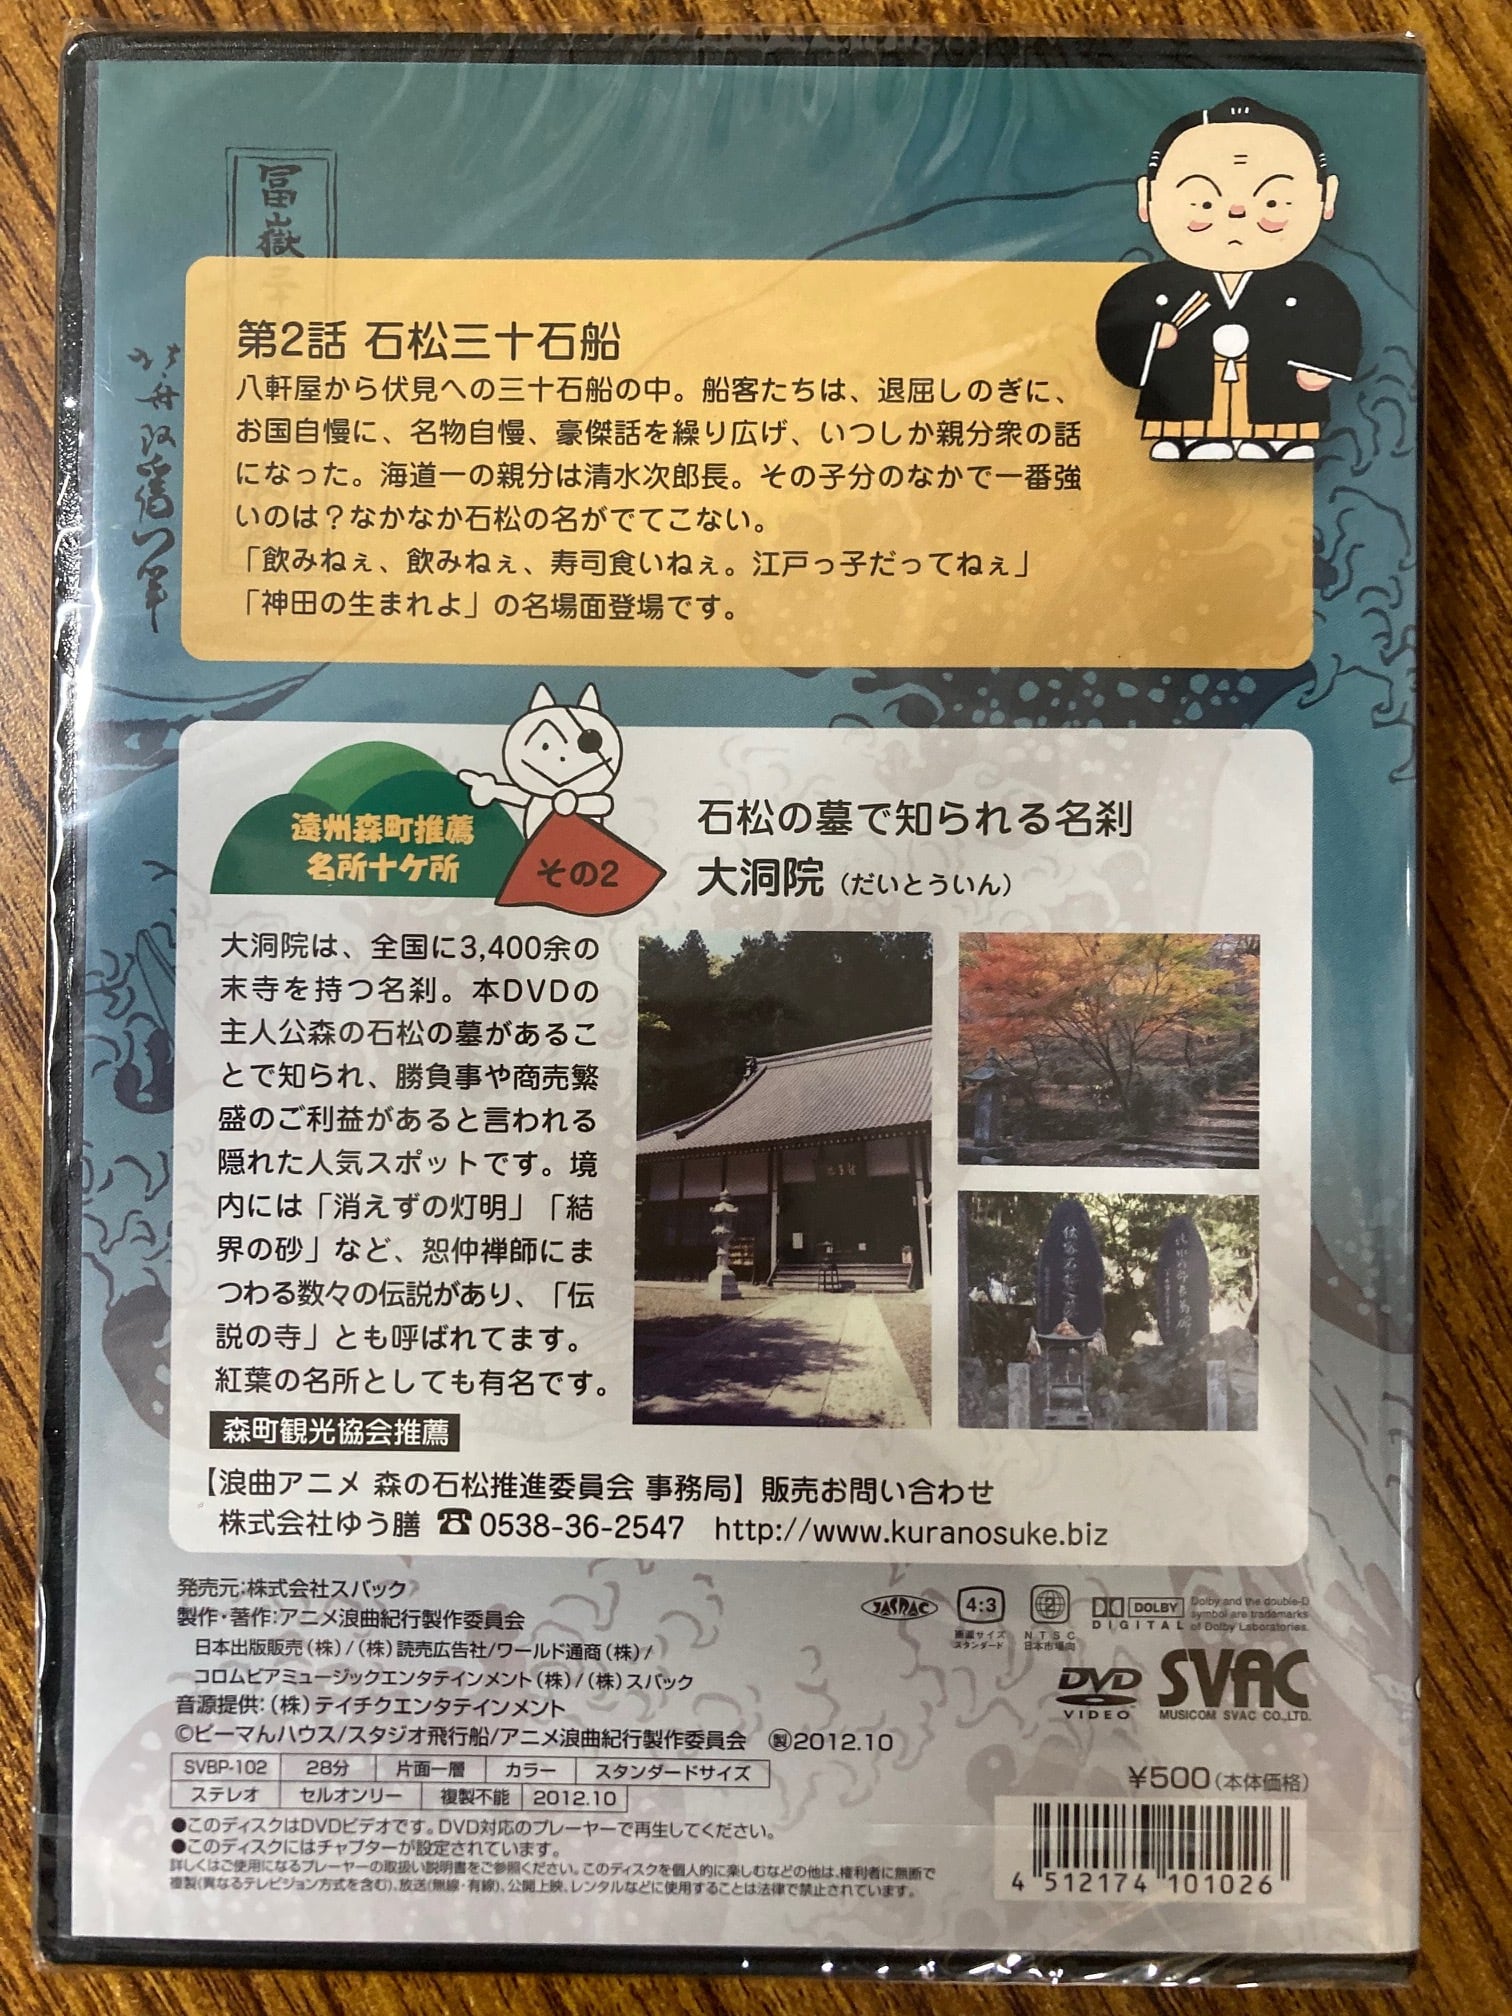 冨嶽三十
第2話 石松三十石船
八軒屋から伏見への三十石船の中。船客たちは、退屈しのぎに、
お国自慢に、名物自慢、豪傑話を繰り広げ、いつしか親分衆の話
になった。海道一の親分は清水次郎長。その子分のなかで一番強
いのは？なかなか石松の名がでてこない。
「飲みねぇ、飲みねぇ、寿司食いねぇ。江戸っ子だってねぇ」
「神田の生まれよ」の名場面登場です。
遠州森町推薦
名所十ケ所
その2
石松の墓で知られる名刹
大洞院（だいとういん）
大洞院は、全国に3,400余の
末寺を持つ名刹。本DVDの
主人公森の石松の墓があるこ
とで知られ、勝負事や商売繁
盛のご利益があると言われる
隠れた人気スポットです。境
内には「消えずの灯明」「結
界の砂」など、恕仲禅師にま
つわる数々の伝説があり、「伝
説の寺」とも呼ばれてます。
紅葉の名所としても有名です。
森町観光協会推薦
【浪曲アニメ 森の石松推進委員会 事務局】販売お問い合わせ
株式会社ゆう膳 ☎0538-36-2547 http://www.kuranosuke.biz
発売元：株式会社スバック
製作・著作：アニメ浪曲紀行製作委員会
日本出版販売（株）/（株）読売広告社/ワールド通商（株）/
コロムビアミュージックエンタテインメント（株）/（株）スバック
音源提供：（株）テイチクエンタテインメント
©ピーマンハウス/スタジオ飛行船/アニメ浪曲紀行製作委員会 ㊣2012.10
JASRAC
4:3
画面サイズ
スタンダード
2
NTSC
日本市場向
DOLBY
DIGITAL
Dolby and the double-D
symbol are trademarks
of Dolby Laboratories.
DVD
VIDEO
SVAC
MUSICOM SVAC CO.,LTD.
SVBP-102 28分 片面一層 カラー スタンダードサイズ
ステレオ セルオンリー 複製不能 2012.10
●このディスクはDVDビデオです。DVD対応のプレーヤーで再生してください。
●このディスクにはチャプターが設定されています。
詳しくはご使用になるプレーヤーの取扱い説明書をご参照ください。このディスクを個人的に楽しむなどの他は、権利者に無断で
複製(異なるテレビジョン方式を含む)、放送(無線・有線)、公開上映、レンタルなどに使用することは法律で禁止されています。
¥500（本体価格）
4 512174 101026